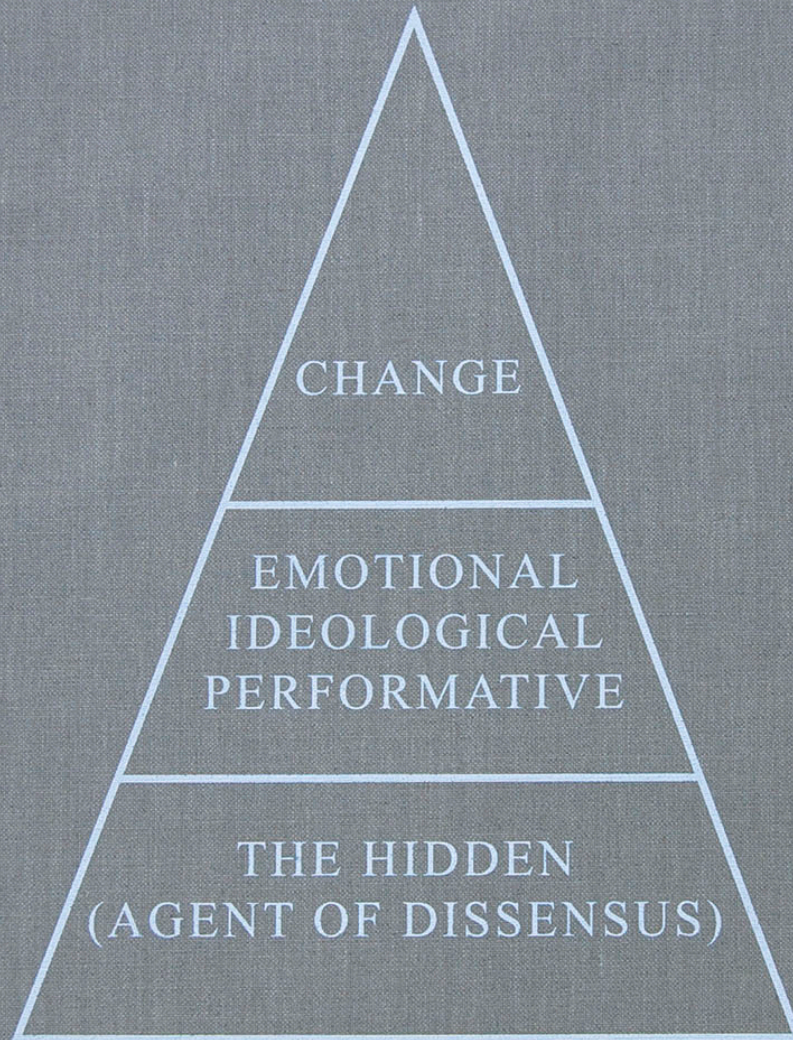 CHANGE
EMOTIONAL
IDEOLOGICAL
PERFORMATIVE
THE HIDDEN
(AGENT OF DISSENSUS)